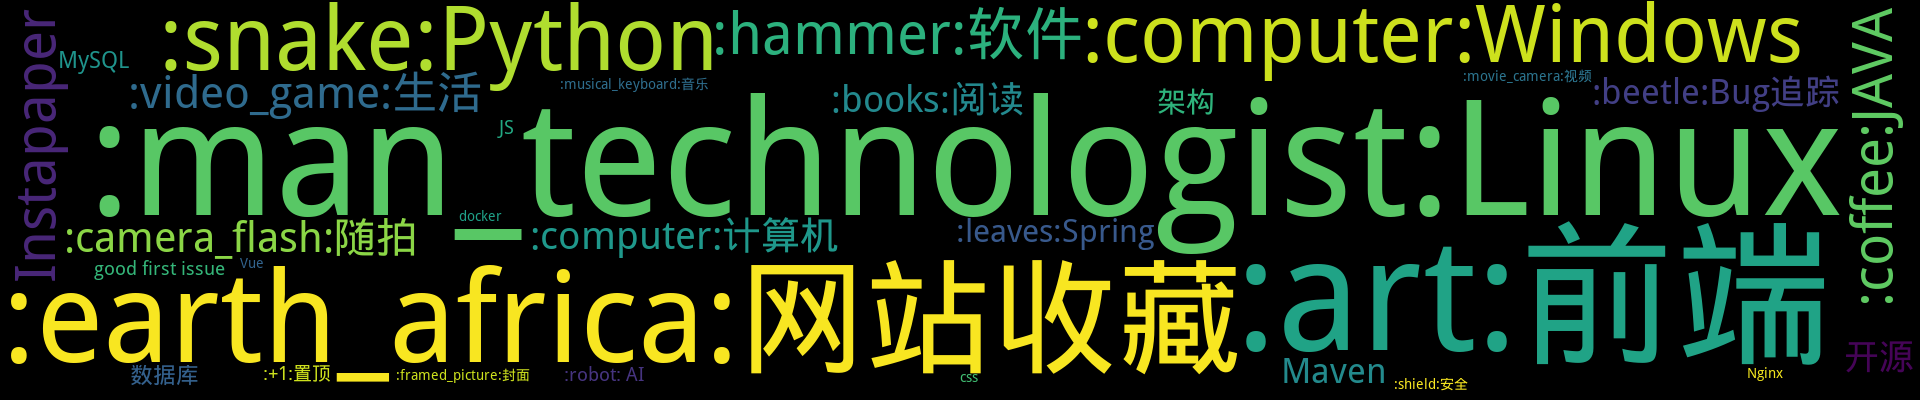 :snake:Python
:hammer:软件
:computer:Windows
:coffee:JAVA
Instapaper
MySQL
:video_game:生活
:musical_keyboard:音乐
:books:阅读
架构
:movie_camera:视频
:beetle:Bug追踪
:man_technologist:Linux
JS
:camera_flash:随拍
docker
:computer:计算机
:leaves:Spring
good first issue
Vue
:earth_africa:网站收藏
:art:前端
数据库
:+1:置顶
:framed_picture:封面
:robot: AI
css
Maven
:shield:安全
Nginx
开源